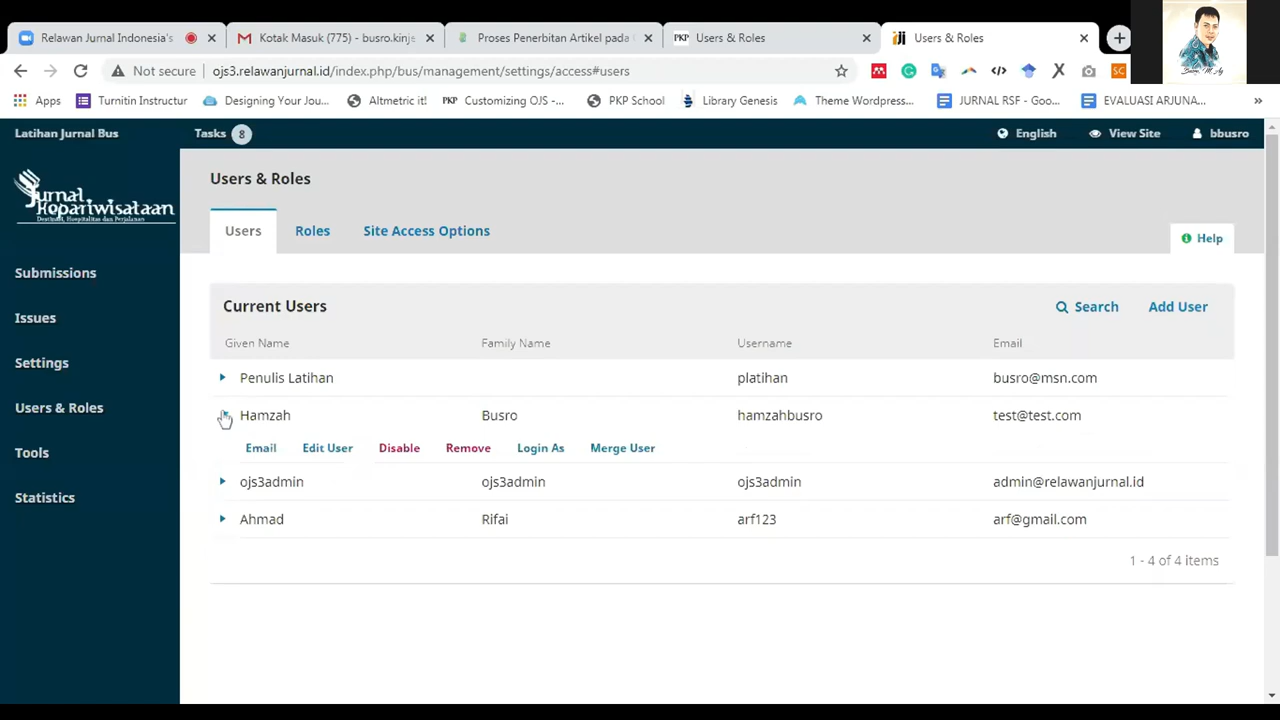 Relawan Jurnal Indonesia's
Kotak Masuk (775) - busro.kinje
Proses Penerbitan Artikel pada
Users & Roles
Users & Roles
Not secure
ojs3.relawanjurnal.id/index.php/bus/management/settings/access#users
Apps
Turnitin Instructur
Designing Your Jou...
Altmetric it!
PKP Customizing OJS -...
PKP School
Library Genesis
Theme Wordpress...
JURNAL RSF - Goo...
EVALUASI ARJUNA...
»
Latihan Jurnal Bus
Tasks 8
English
View Site
bbusro
Jurnal
Kepariwisataan
Destinasi, Hospitalitas dan Perjalanan
Users & Roles
Users
Roles
Site Access Options
Help
Submissions
Issues
Settings
Users & Roles
Tools
Statistics
Current Users
Search
Add User
Given Name Family Name Username Email
Penulis Latihan platihan busro@msn.com
Hamzah Busro hamzahbusro test@test.com
Email Edit User Disable Remove Login As Merge User
ojs3admin ojs3admin ojs3admin admin@relawanjurnal.id
Ahmad Rifai arf123 arf@gmail.com
1 - 4 of 4 items